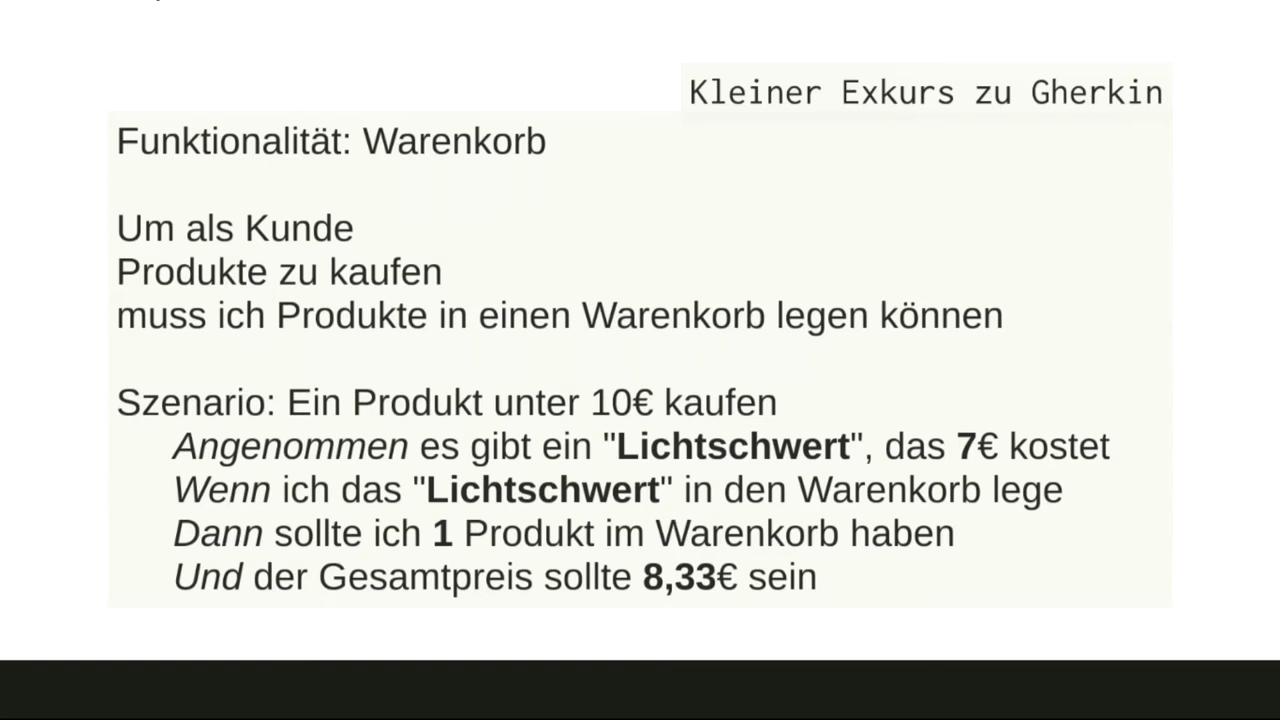 Kleiner Exkurs zu Gherkin
Funktionalität: Warenkorb
Um als Kunde
Produkte zu kaufen
muss ich Produkte in einen Warenkorb legen können
Szenario: Ein Produkt unter 10€ kaufen
Angenommen es gibt ein "Lichtschwert", das 7€ kostet
Wenn ich das "Lichtschwert" in den Warenkorb lege
Dann sollte ich 1 Produkt im Warenkorb haben
Und der Gesamtpreis sollte 8,33€ sein